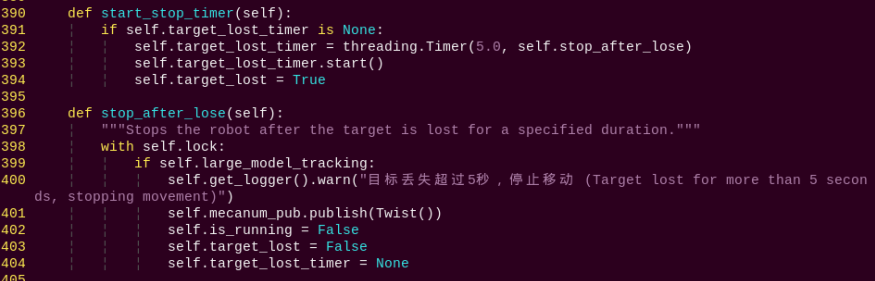 390 def start_stop_timer(self):
391 if self.target_lost_timer is None:
392 self.target_lost_timer = threading.Timer(5.0, self.stop_after_lose)
393 self.target_lost_timer.start()
394 self.target_lost = True
395
396 def stop_after_lose(self):
397 """Stops the robot after the target is lost for a specified duration."""
398 with self.lock:
399 if self.large_model_tracking:
400 self.get_logger().warn("目标丢失超过5秒，停止移动 (Target lost for more than 5 secon
ds, stopping movement)")
401 self.mecanum_pub.publish(Twist())
402 self.is_running = False
403 self.target_lost = False
404 self.target_lost_timer = None